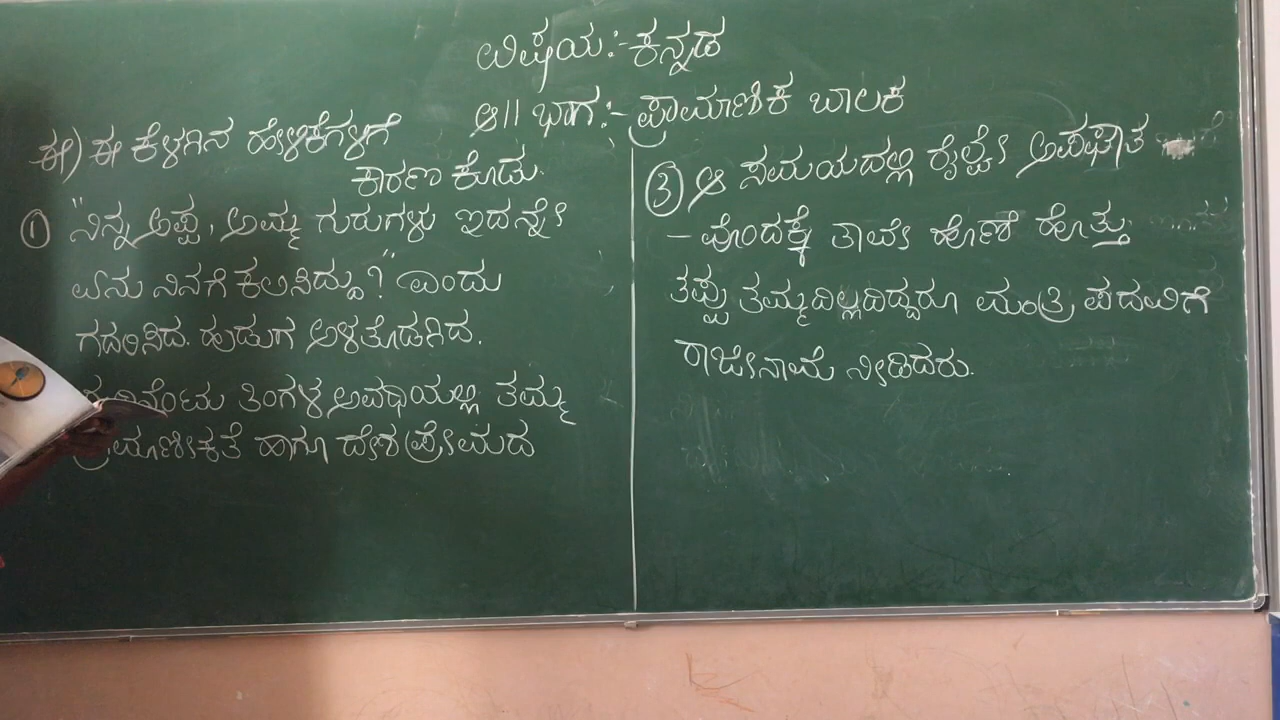 ವಿಷಯ:-ಕನ್ನಡ
ಆ॥ ಭಾಗ:- ಪ್ರಾಮಾಣಿಕ ಬಾಲಕ
ಈ) ಈ ಕೆಳಗಿನ ಹೇಳಿಕೆಗಳಿಗೆ
ಕಾರಣ ಕೊಡು.
① "ನಿನ್ನ ಅಪ್ಪ, ಅಮ್ಮ ಗುರುಗಳು ಇದನ್ನೇ
ಏನು ನಿನಗೆ ಕಲಿಸಿದ್ದು?" ಎಂದು
ಗದರಿಸಿದ. ಹುಡುಗ ಅಳತೊಡಗಿದ.
ತಿಂಗಳ ಅವಧಿಯಲ್ಲಿ ತಮ್ಮ
ಪ್ರಮಾಣೀಕತೆ ಹಾಗೂ ದೇಶಪ್ರೇಮದ
③ ಆ ಸಮಯದಲ್ಲಿ ರೈಲ್ವೇ ಅಪಘಾತ
ತಾವೇ ಹೊಣೆ ಹೊತ್ತು
ತಪ್ಪು ತಮ್ಮದಿಲ್ಲದಿದ್ದರೂ ಮಂತ್ರಿ ಪದವಿಗೆ
ರಾಜೀನಾಮೆ ನೀಡಿದರು.